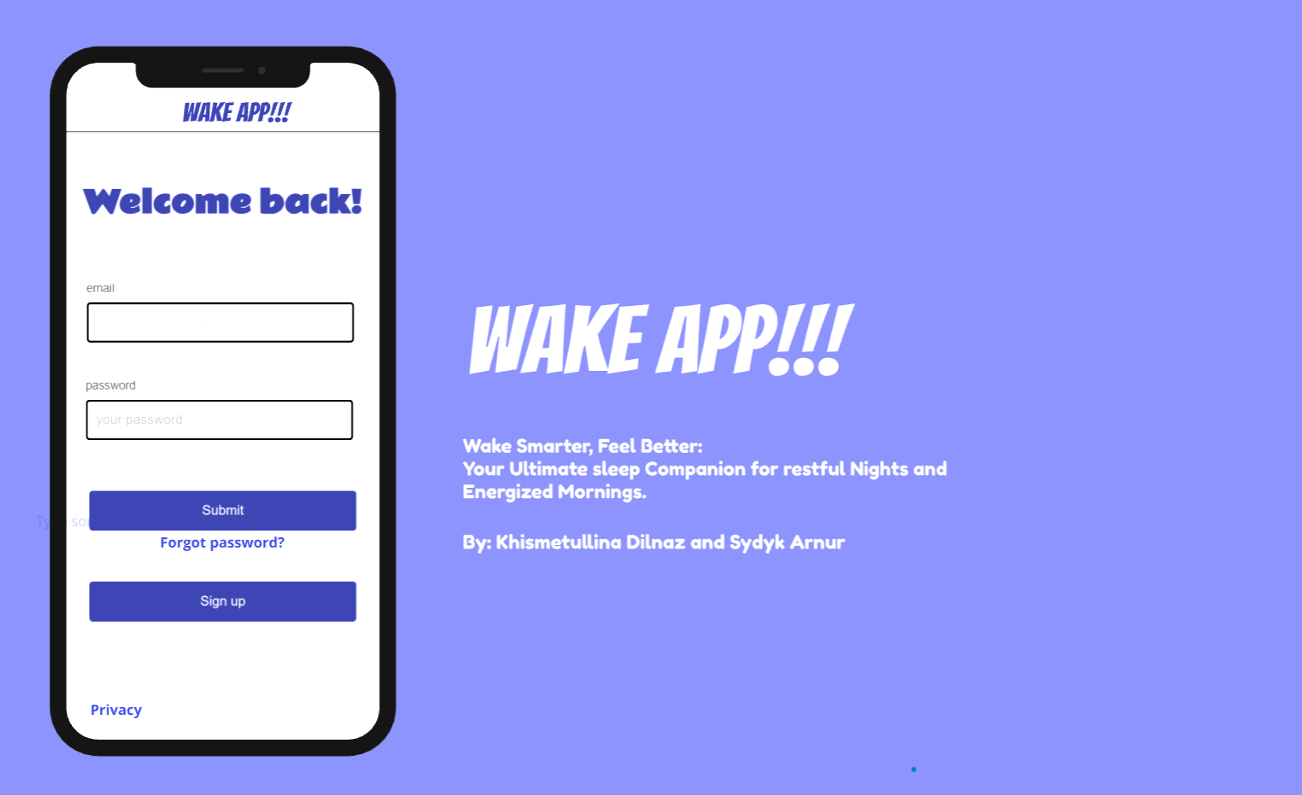 WAKE APP!!!
Welcome back!
email
password
your password
Submit
Forgot password?
Sign up
Privacy
WAKE APP!!!
Wake Smarter, Feel Better:
Your Ultimate sleep Companion for restful Nights and
Energized Mornings.
By: Khismetullina Dilnaz and Sydyk Arnur